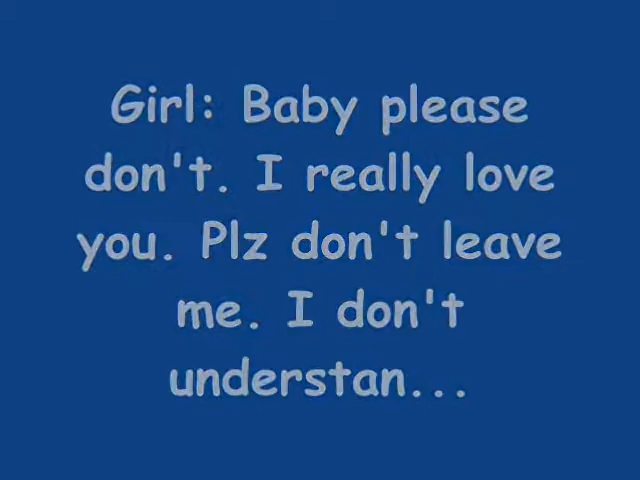 Girl: Baby please
don't. I really love
you. Plz don't leave
me. I don't
understan...